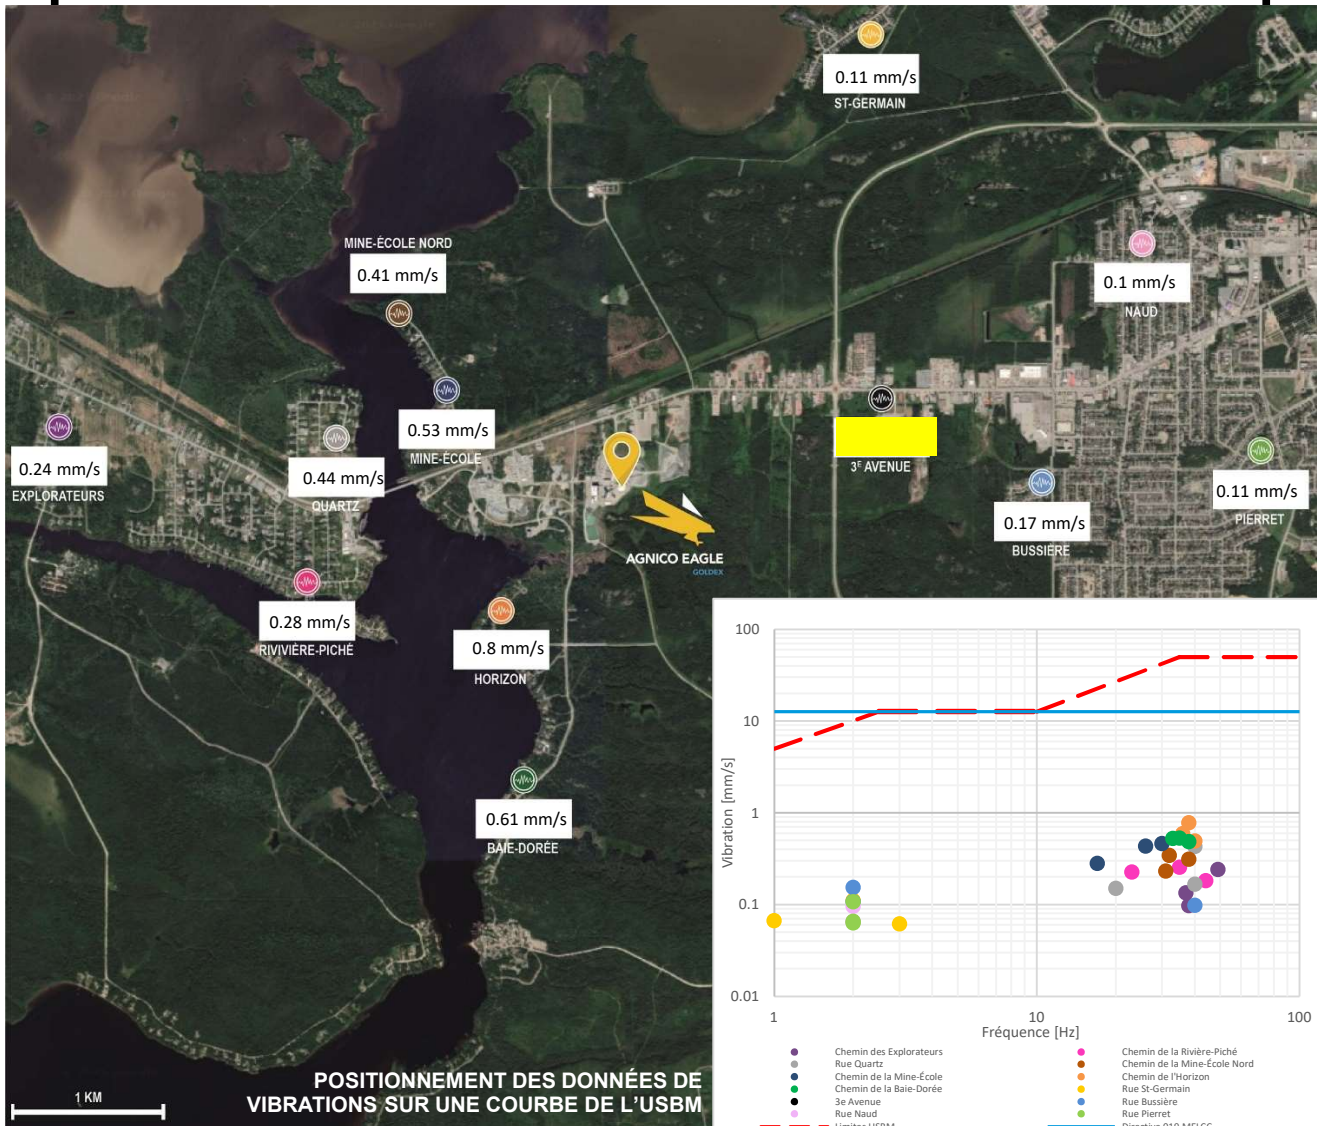 0.11 mm/s
ST-GERMAIN
MINE-ÉCOLE NORD
0.41 mm/s
0.1 mm/s
NAUD
0.53 mm/s
MINE-ÉCOLE
0.24 mm/s
EXPLORATEURS
0.44 mm/s
QUARTZ
3E AVENUE
0.11 mm/s
PIERRET
0.17 mm/s
BUSSIÈRE
AGNICO EAGLE
GOLDEX
0.28 mm/s
RIVIVIÈRE-PICHÉ
0.8 mm/s
HORIZON
0.61 mm/s
BAIE-DORÉE
1 KM
POSITIONNEMENT DES DONNÉES DE
VIBRATIONS SUR UNE COURBE DE L'USBM
100
10
1
0.1
0.01
Vibration [mm/s]
1
10
100
Fréquence [Hz]
Chemin des Explorateurs
Chemin de la Rivière-Piché
Rue Quartz
Chemin de la Mine-École Nord
Chemin de la Mine-École
Chemin de l'Horizon
Chemin de la Baie-Dorée
Rue St-Germain
3e Avenue
Rue Bussière
Rue Naud
Rue Pierret
Limites USBM
Directive 019 MELCC